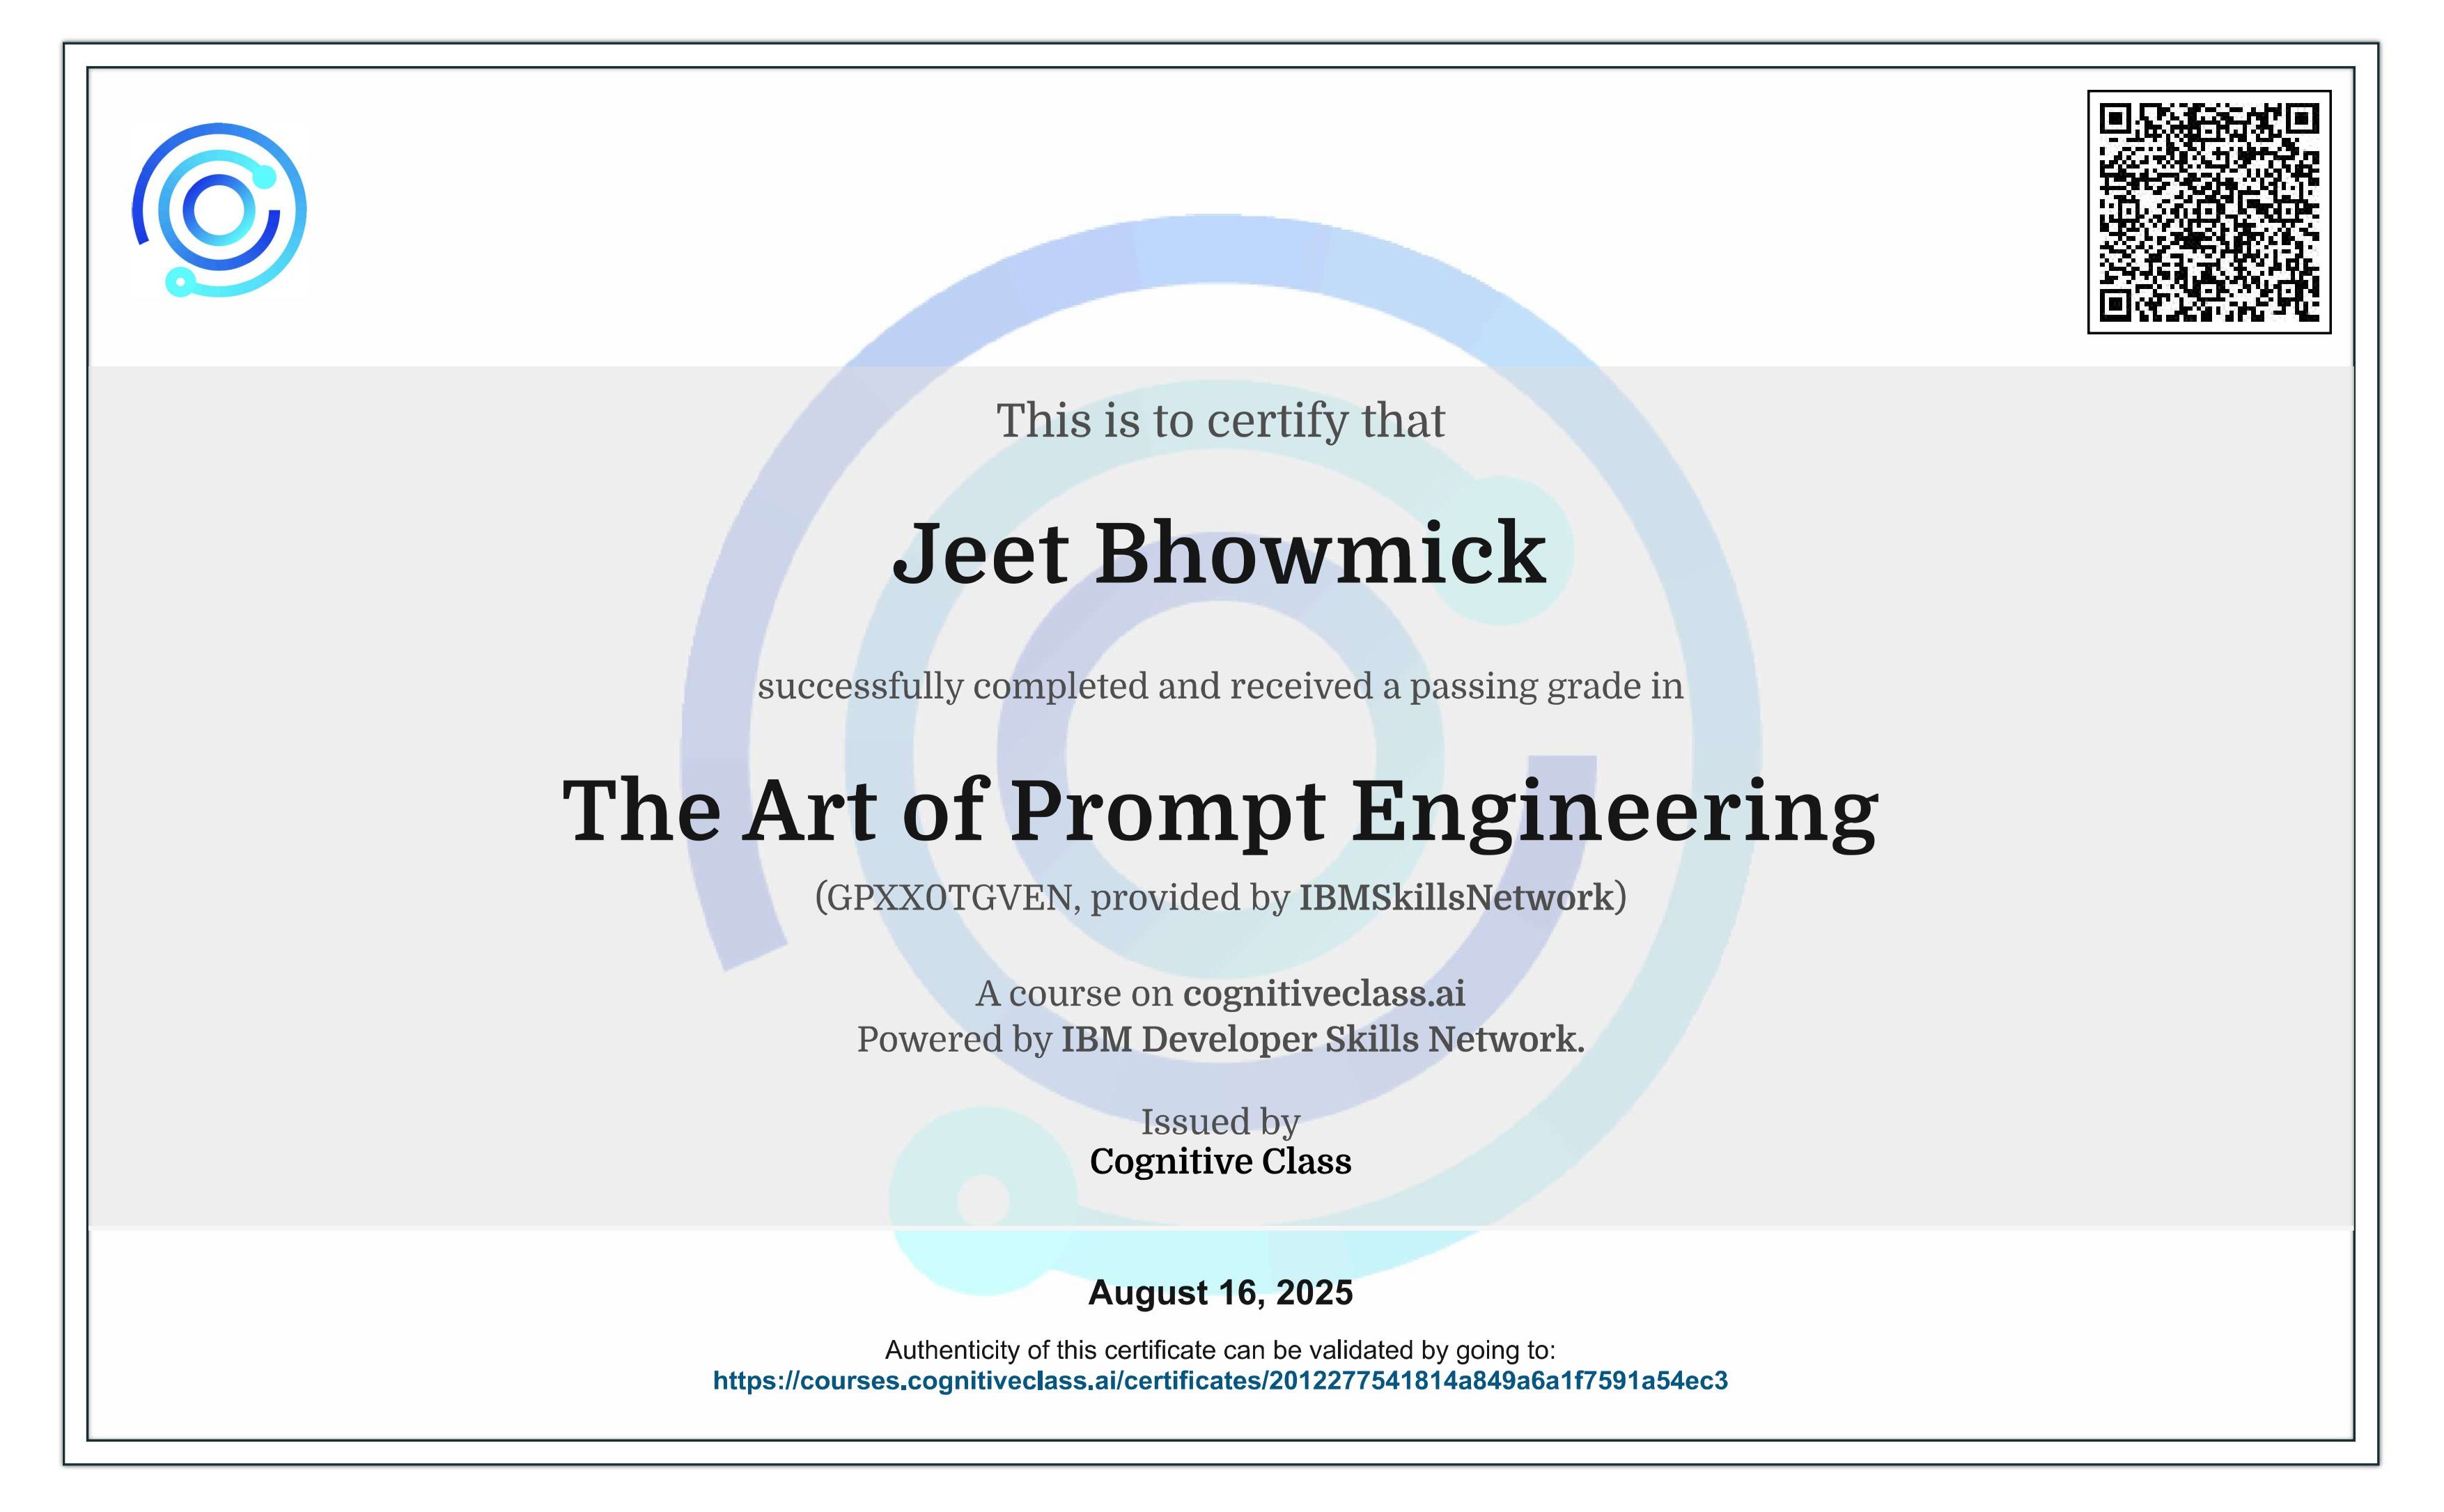 This is to certify that
Jeet Bhowmick
successfully completed and received a passing grade in
The Art of Prompt Engineering
(GPXX0TGVEN, provided by IBMSkillsNetwork)
A course on cognitiveclass.ai
Powered by IBM Developer Skills Network.
Issued by
Cognitive Class
August 16, 2025
Authenticity of this certificate can be validated by going to:
https://courses.cognitiveclass.ai/certificates/2012277541814a849a6a1f7591a54ec3